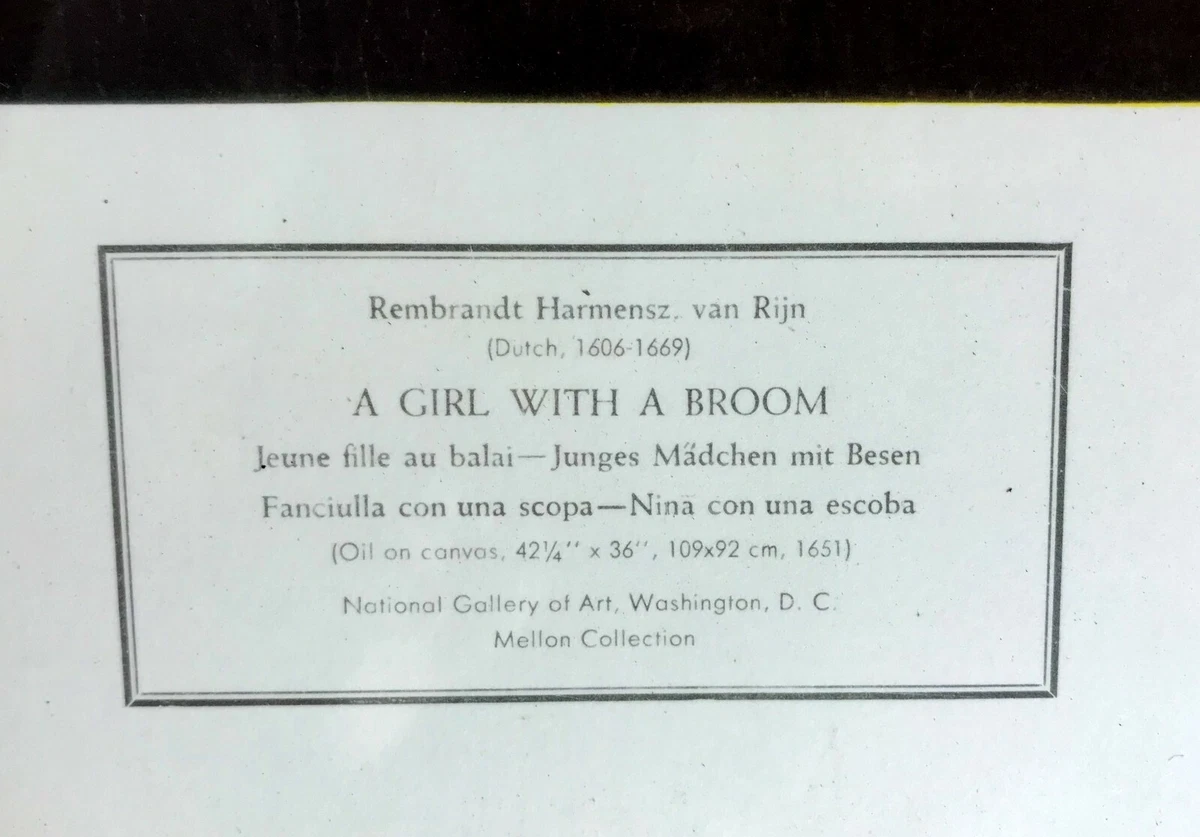 Rembrandt Harmensz. van Rijn
(Dutch, 1606-1669)
A GIRL WITH A BROOM
Jeune fille au balai—Junges Mädchen mit Besen
Fanciulla con una scopa—Nina con una escoba
(Oil on canvas, 42¼″ x 36″, 109x92 cm, 1651)
National Gallery of Art, Washington, D. C.
Mellon Collection